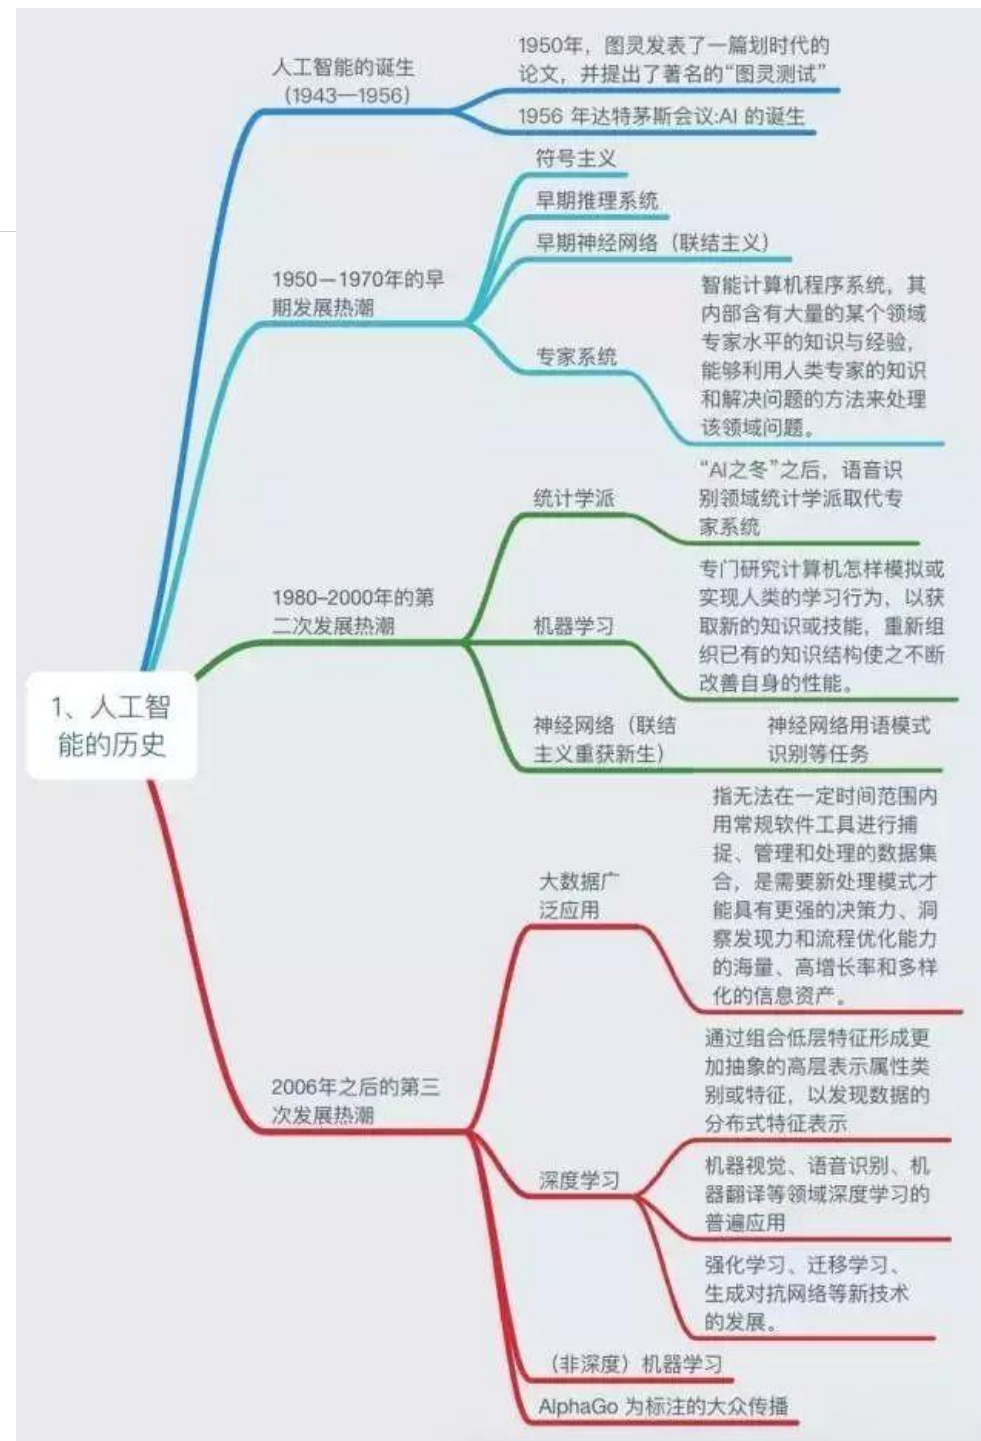 人工智能的诞生
（1943—1956）
1950年，图灵发表了一篇划时代的
论文，并提出了著名的“图灵测试”
1956 年达特茅斯会议:AI 的诞生
1950—1970年的早
期发展热潮
符号主义
早期推理系统
早期神经网络（联结主义）
专家系统
智能计算机程序系统，其
内部含有大量的某个领域
专家水平的知识与经验，
能够利用人类专家的知识
和解决问题的方法来处理
该领域问题。
1980–2000年的第
二次发展热潮
统计学派
“AI之冬”之后，语音识
别领域统计学派取代专
家系统
机器学习
专门研究计算机怎样模拟或
实现人类的学习行为，以获
取新的知识或技能，重新组
织已有的知识结构使之不断
改善自身的性能。
神经网络（联结
主义重获新生）
神经网络用语模式
识别等任务
1、人工智
能的历史
2006年之后的第三
次发展热潮
大数据广
泛应用
指无法在一定时间范围内
用常规软件工具进行捕
捉、管理和处理的数据集
合，是需要新处理模式才
能具有更强的决策力、洞
察发现力和流程优化能力
的海量、高增长率和多样
化的信息资产。
深度学习
通过组合低层特征形成更
加抽象的高层表示属性类
别或特征，以发现数据的
分布式特征表示
机器视觉、语音识别、机
器翻译等领域深度学习的
普遍应用
强化学习、迁移学习、
生成对抗网络等新技术
的发展。
（非深度）机器学习
AlphaGo 为标注的大众传播